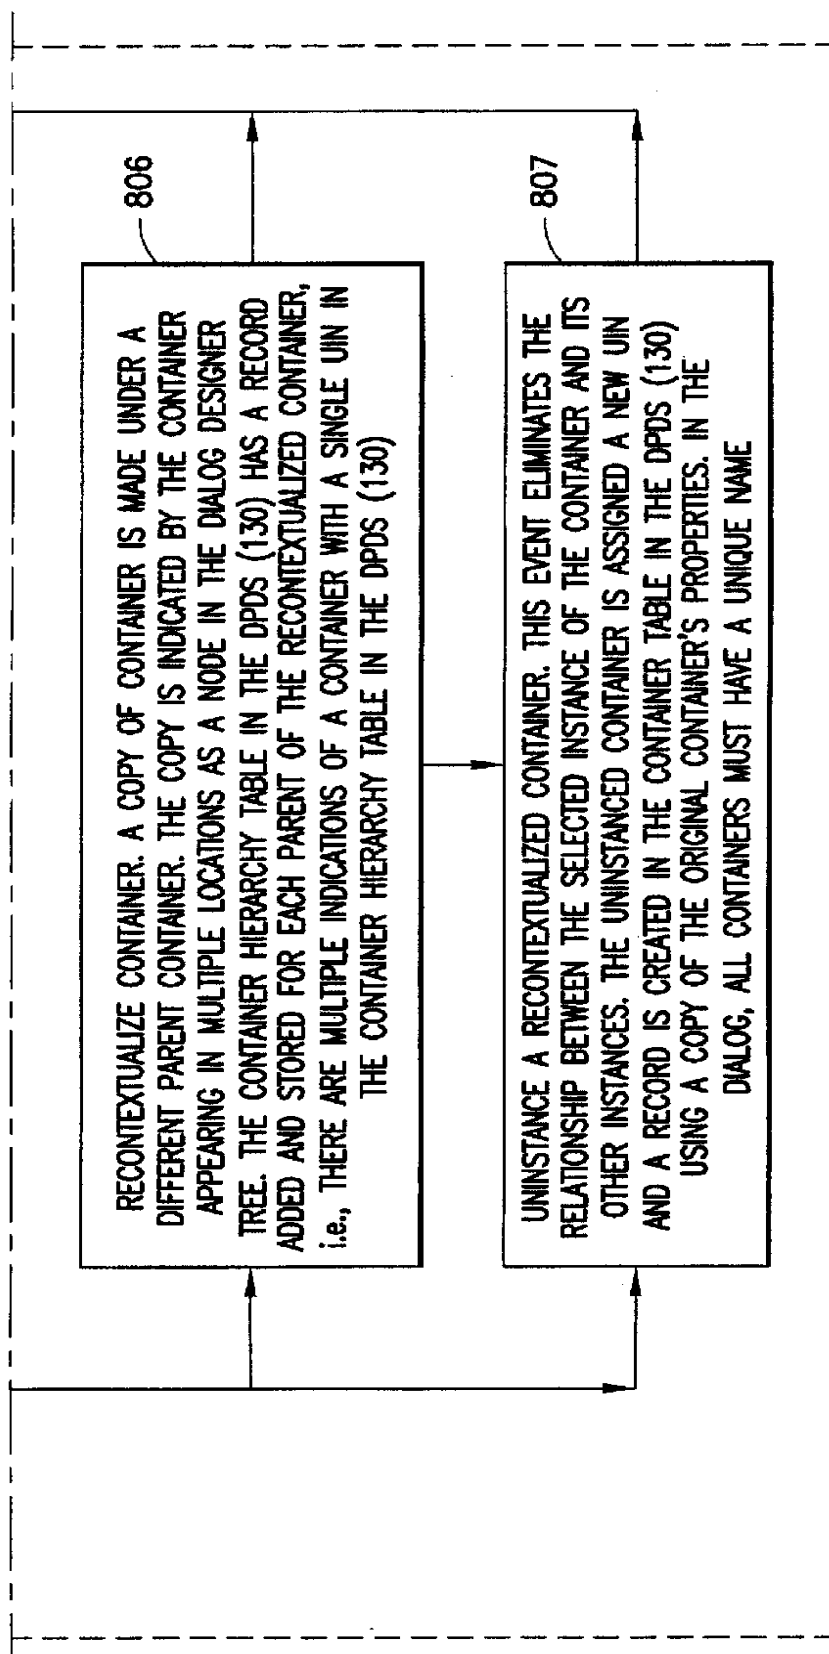 806
RECONTEXTUALIZE CONTAINER. A COPY OF CONTAINER IS MADE UNDER A
DIFFERENT PARENT CONTAINER. THE COPY IS INDICATED BY THE CONTAINER
APPEARING IN MULTIPLE LOCATIONS AS A NODE IN THE DIALOG DESIGNER
TREE. THE CONTAINER HIERARCHY TABLE IN THE DPDS (130) HAS A RECORD
ADDED AND STORED FOR EACH PARENT OF THE RECONTEXTUALIZED CONTAINER,
i.e., THERE ARE MULTIPLE INDICATIONS OF A CONTAINER WITH A SINGLE UIN IN
THE CONTAINER HIERARCHY TABLE IN THE DPDS (130)
807
UNINSTANCE A RECONTEXTUALIZED CONTAINER. THIS EVENT ELIMINATES THE
RELATIONSHIP BETWEEN THE SELECTED INSTANCE OF THE CONTAINER AND ITS
OTHER INSTANCES. THE UNINSTANCED CONTAINER IS ASSIGNED A NEW UIN
AND A RECORD IS CREATED IN THE CONTAINER TABLE IN THE DPDS (130)
USING A COPY OF THE ORIGINAL CONTAINER'S PROPERTIES. IN THE
DIALOG, ALL CONTAINERS MUST HAVE A UNIQUE NAME